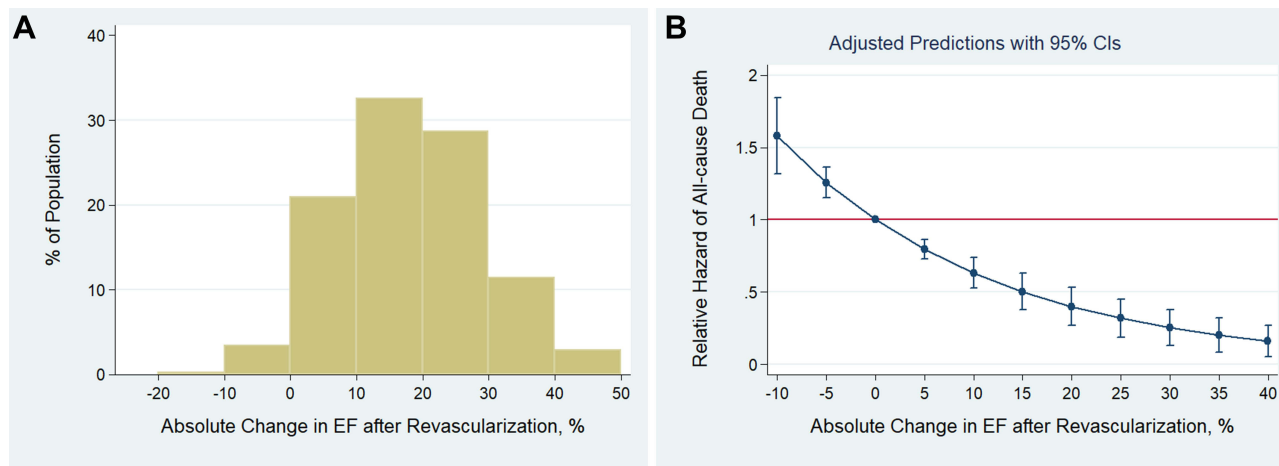 A
% of Population
40
30
20
10
0
-20 -10 0 10 20 30 40 50
Absolute Change in EF after Revascularization, %
B
Adjusted Predictions with 95% CIs
Relative Hazard of All-cause Death
2
1.5
1
.5
0
-10 -5 0 5 10 15 20 25 30 35 40
Absolute Change in EF after Revascularization, %